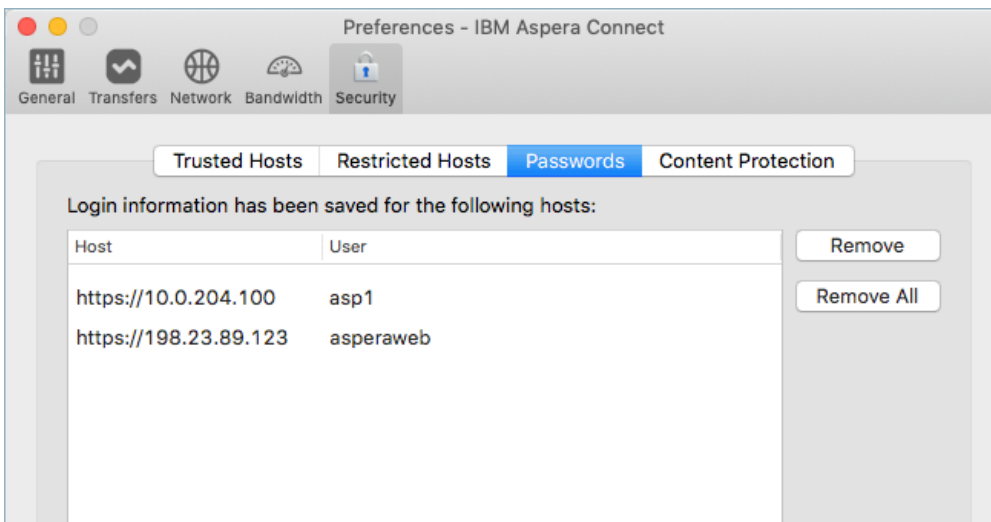 Preferences - IBM Aspera Connect
General Transfers Network Bandwidth Security
Trusted Hosts Restricted Hosts Passwords Content Protection
Login information has been saved for the following hosts:
Host User Remove
https://10.0.204.100 asp1 Remove All
https://198.23.89.123 asperaweb